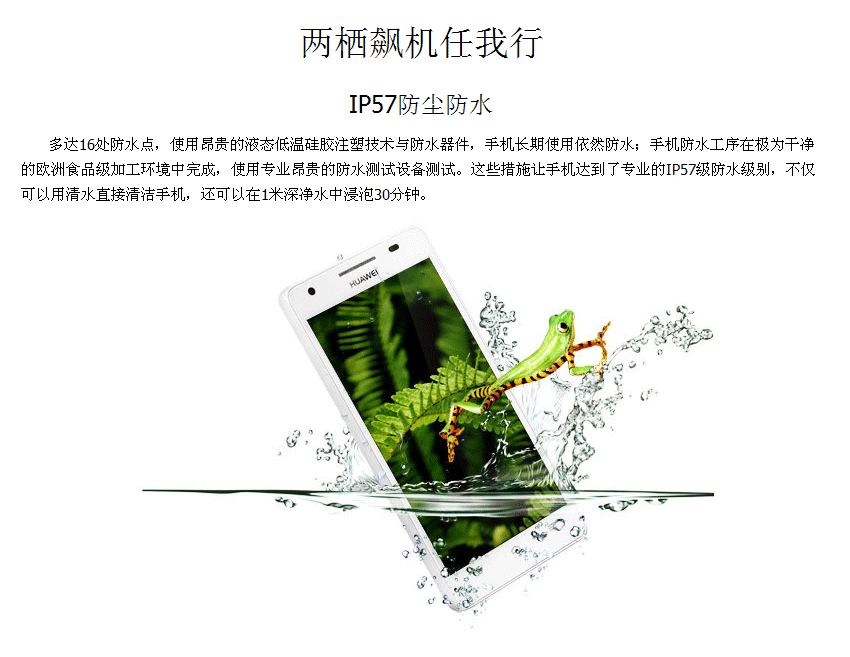 两栖飙机任我行
IP57防尘防水
多达16处防水点，使用昂贵的液态低温硅胶注塑技术与防水器件，手机长期使用依然防水；手机防水工序在极为干净
的欧洲食品级加工环境中完成，使用专业昂贵的防水测试设备测试。这些措施让手机达到了专业的IP57级防水级别，不仅
可以用清水直接清洁手机，还可以在1米深净水中浸泡30分钟。
HUAWEI